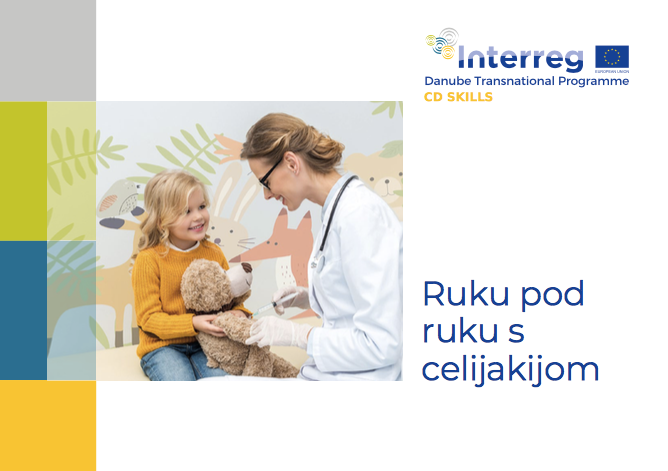 Interreg
EUROPEAN UNION
Danube Transnational Programme
CD SKILLS
Ruku pod
ruku s
celijakijom